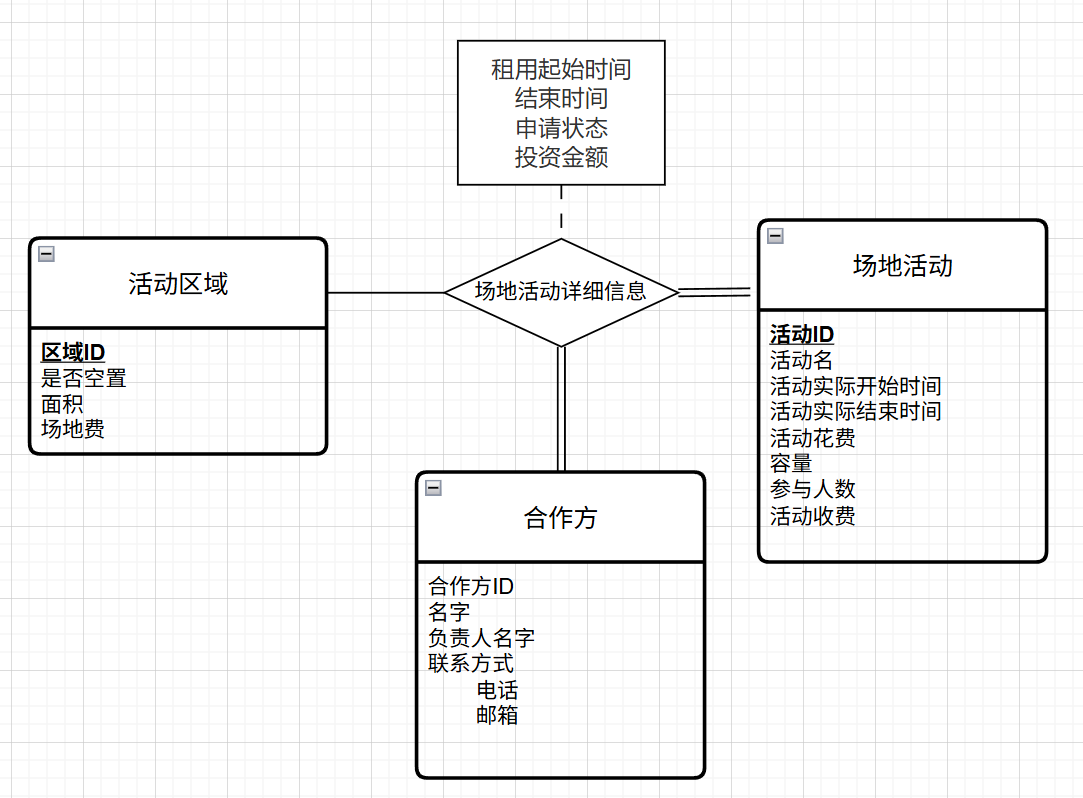 租用起始时间
结束时间
申请状态
投资金额
活动区域
区域ID
是否空置
面积
场地费
场地活动详细信息
场地活动
活动ID
活动名
活动实际开始时间
活动实际结束时间
活动花费
容量
参与人数
活动收费
合作方
合作方ID
名字
负责人名字
联系方式
电话
邮箱